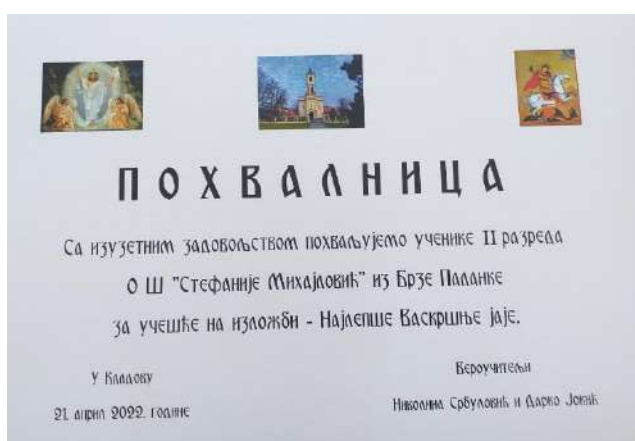 ПОХВАЛНИЦА
Са изузетним задовољством похваљујемо ученике II разреда
О Ш "Стефаније Михајловић" из Брзе Паланке
за учешће на изложби - Најлепше Васкршње јаје.
У Кладову
21. април 2022. године
Вероучитељи
Николина Србуловић и Дарко Јокић